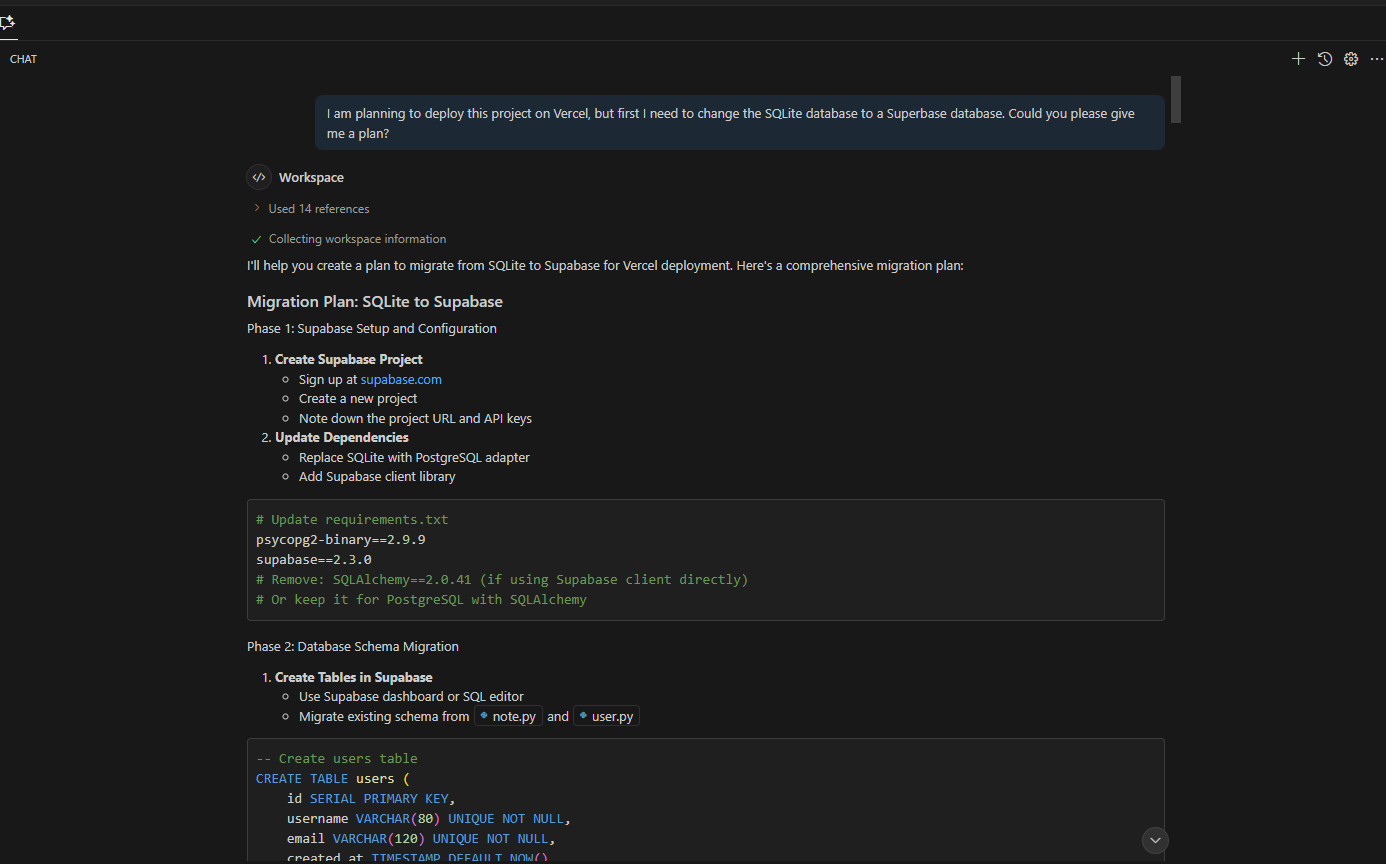 CHAT
I am planning to deploy this project on Vercel, but first I need to change the SQLite database to a Superbase database. Could you please give
me a plan?
Workspace
Used 14 references
Collecting workspace information
I'll help you create a plan to migrate from SQLite to Supabase for Vercel deployment. Here's a comprehensive migration plan:
Migration Plan: SQLite to Supabase
Phase 1: Supabase Setup and Configuration
1. Create Supabase Project
Sign up at supabase.com
Create a new project
Note down the project URL and API keys
2. Update Dependencies
Replace SQLite with PostgreSQL adapter
Add Supabase client library
# Update requirements.txt
psycopg2-binary==2.9.9
supabase==2.3.0
# Remove: SQLAlchemy==2.0.41 (if using Supabase client directly)
# Or keep it for PostgreSQL with SQLAlchemy
Phase 2: Database Schema Migration
1. Create Tables in Supabase
Use Supabase dashboard or SQL editor
Migrate existing schema from note.py and user.py
-- Create users table
CREATE TABLE users (
id SERIAL PRIMARY KEY,
username VARCHAR(80) UNIQUE NOT NULL,
email VARCHAR(120) UNIQUE NOT NULL,
created_at TIMESTAMP DEFAULT NOW()